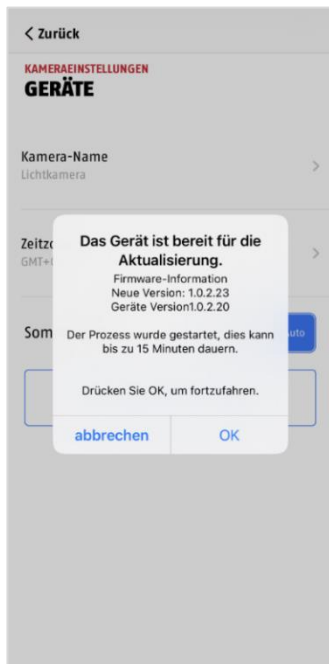 < Zurück
KAMERAEINSTELLUNGEN
GERÄTE
Kamera-Name
Lichtkamera
Das Gerät ist bereit für die
Aktualisierung.
Firmware-Information
Neue Version: 1.0.2.23
Geräte Version1.0.2.20
Der Prozess wurde gestartet, dies kann
bis zu 15 Minuten dauern.
Drücken Sie OK, um fortzufahren.
abbrechen OK